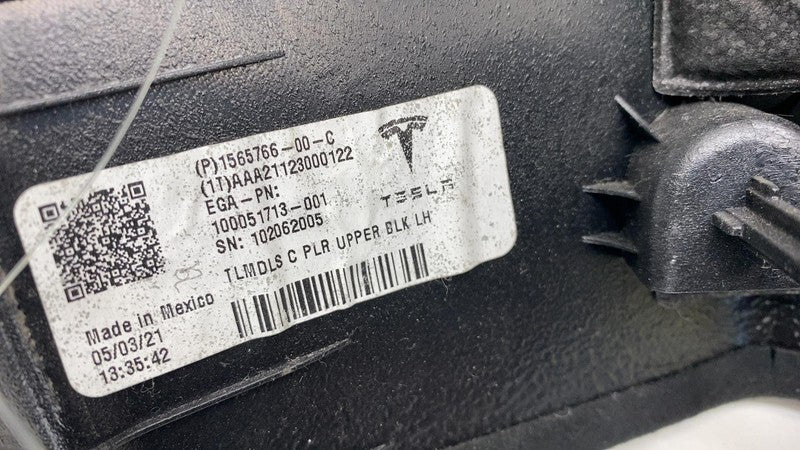 (P)1565766-00-C
(1T)AAA21123000122
EGA-PN:
100051713-001
SN: 102062005
TESLA
TLMDLS C PLR UPPER BLK LH
Made in Mexico
05/03/21
13:35:42